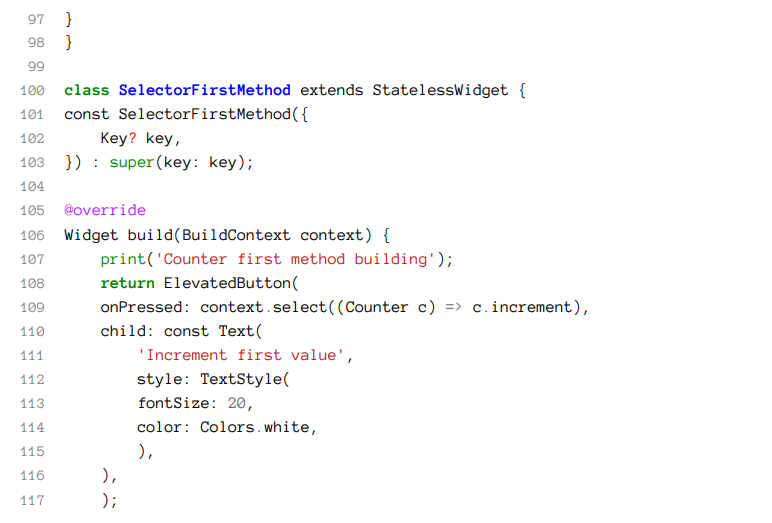 97 }
98 }
99
100 class SelectorFirstMethod extends StatelessWidget {
101 const SelectorFirstMethod({
102     Key? key,
103 }) : super(key: key);
104
105 @override
106 Widget build(BuildContext context) {
107     print('Counter first method building');
108     return ElevatedButton(
109     onPressed: context.select((Counter c) => c.increment),
110     child: const Text(
111         'Increment first value',
112         style: TextStyle(
113         fontSize: 20,
114         color: Colors.white,
115         ),
116     ),
117     );